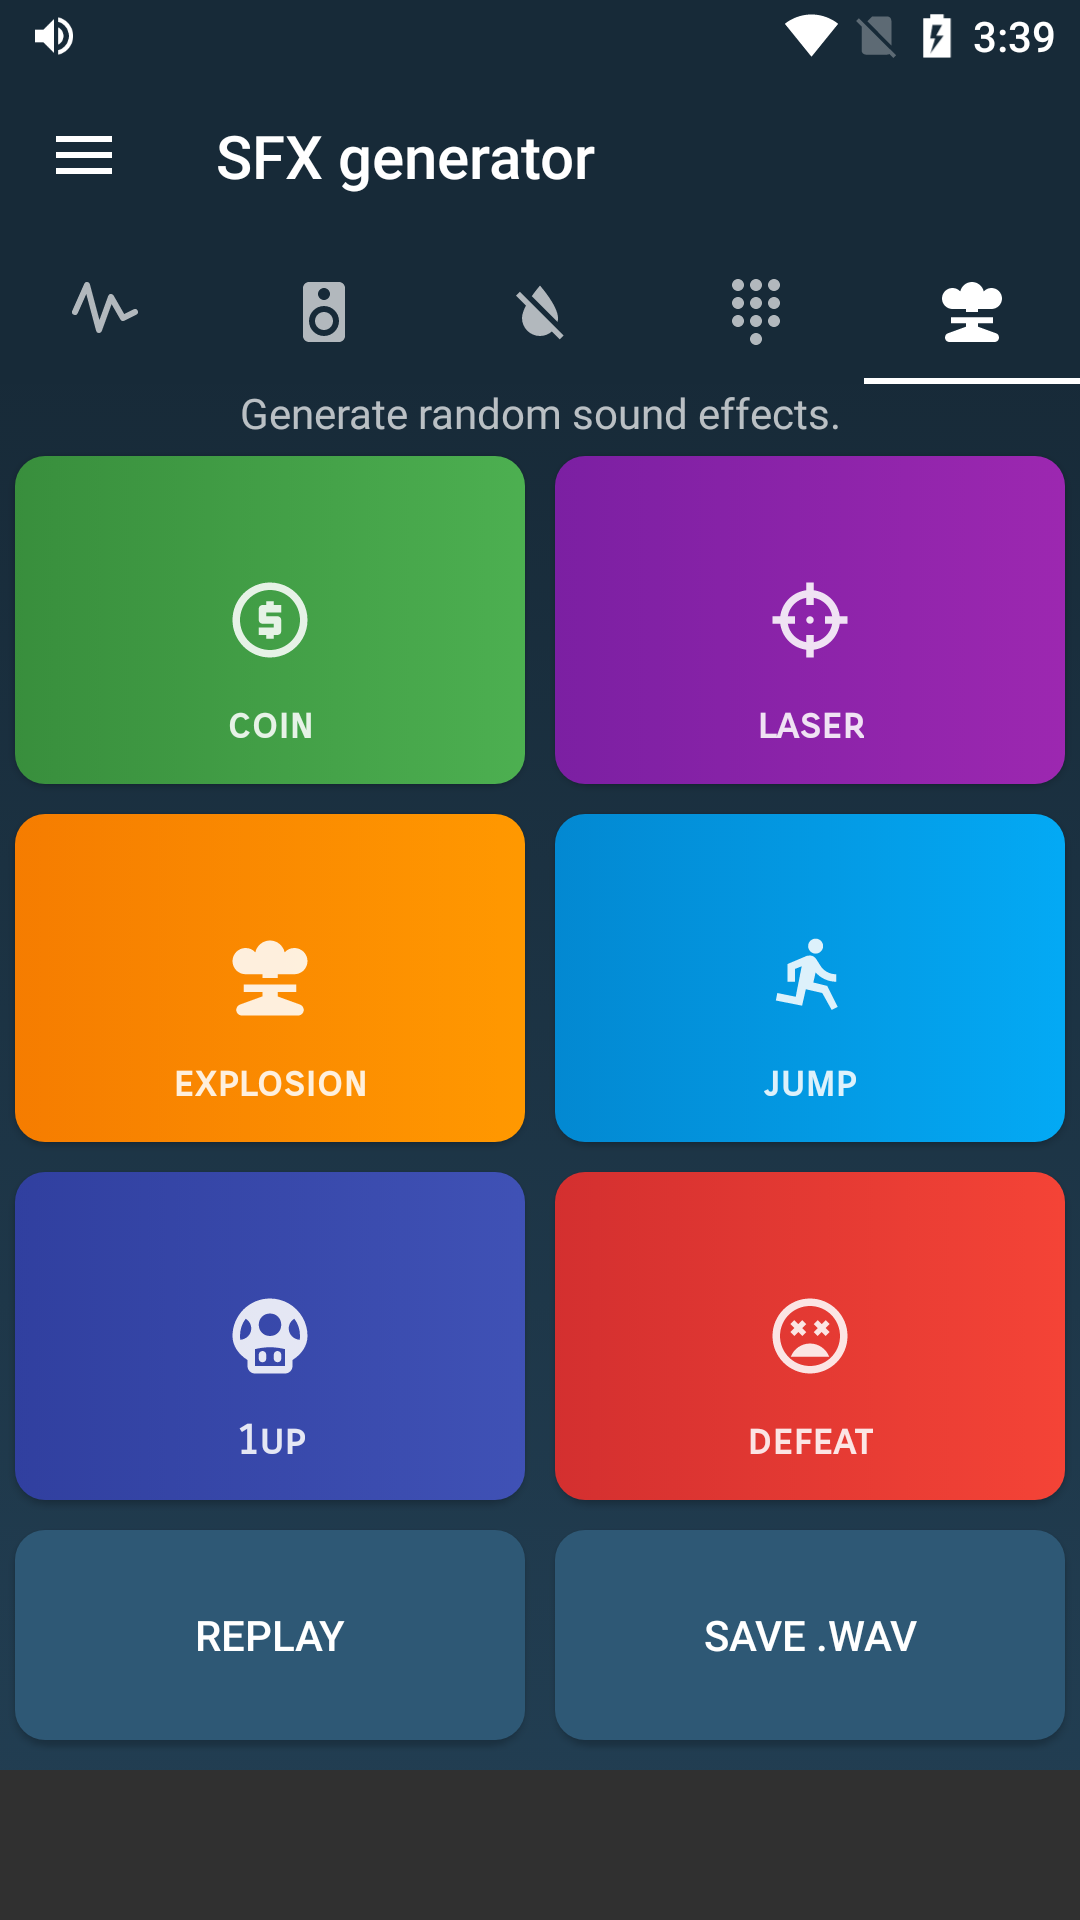 3:39
SFX generator
Generate random sound effects.
COIN
LASER
EXPLOSION
JUMP
1UP
DEFEAT
REPLAY
SAVE .WAV